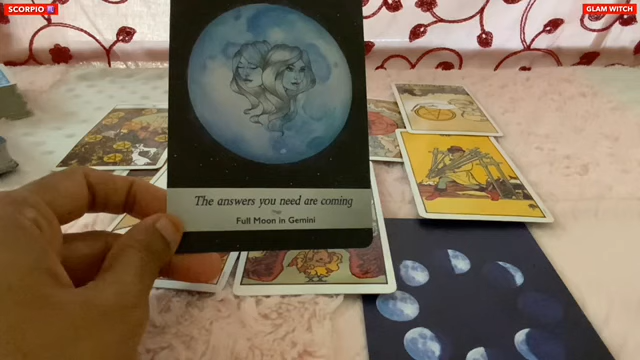 SCORPIO ♏
GLAM WITCH
The answers you need are coming
Full Moon in Gemini